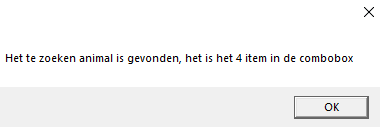 Het te zoeken animal is gevonden, het is het 4 item in de combobox
OK